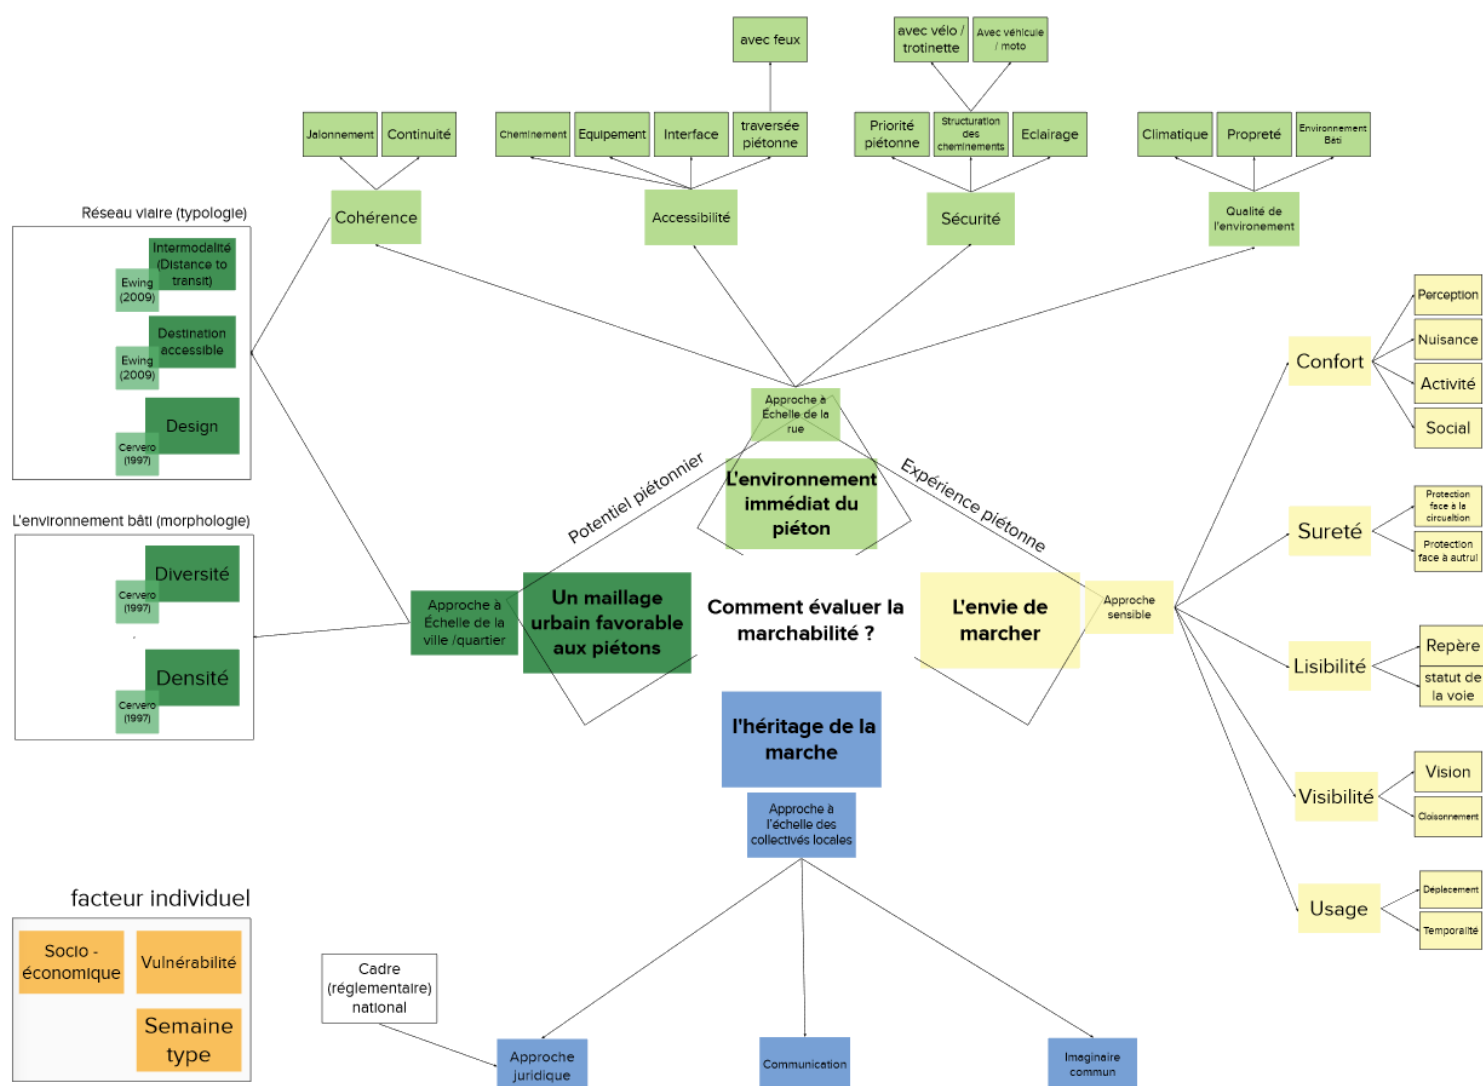 avec feux
avec vélo /
trotinette
Avec véhicule
/ moto
Jalonnement
Continuité
Cheminement
Equipement
Interface
traversée
piétonne
Priorité
piétonne
Structuration
des
cheminements
Eclairage
Climatique
Propreté
Environnement
Bâti
Cohérence
Accessibilité
Sécurité
Qualité de
l'environement
Réseau viaire (typologie)
Intermodalité
(Distance to
transit)
Ewing
(2009)
Destination
accessible
Ewing
(2009)
Design
Cervero
(1997)
L'environnement bâti (morphologie)
Diversité
Cervero
(1997)
Densité
Cervero
(1997)
Approche à
Échelle de la
rue
L'environnement
immédiat du
piéton
Potentiel piétonnier
Expérience piétonne
Approche à
Échelle de la
ville /quartier
Un maillage
urbain favorable
aux piétons
Comment évaluer la
marchabilité ?
L'envie de
marcher
Approche
sensible
Confort
Perception
Nuisance
Activité
Social
Sureté
Protection
face à la
circualtion
Protection
face à autrui
Lisibilité
Repère
statut de
la voie
Visibilité
Vision
Cloisonnement
Usage
Déplacement
Temporalité
l'héritage de la
marche
Approche à
l'échelle des
collectivés locales
facteur individuel
Socio -
économique
Vulnérabilité
Semaine
type
Cadre
(réglementaire)
national
Approche
juridique
Communication
Imaginaire
commun